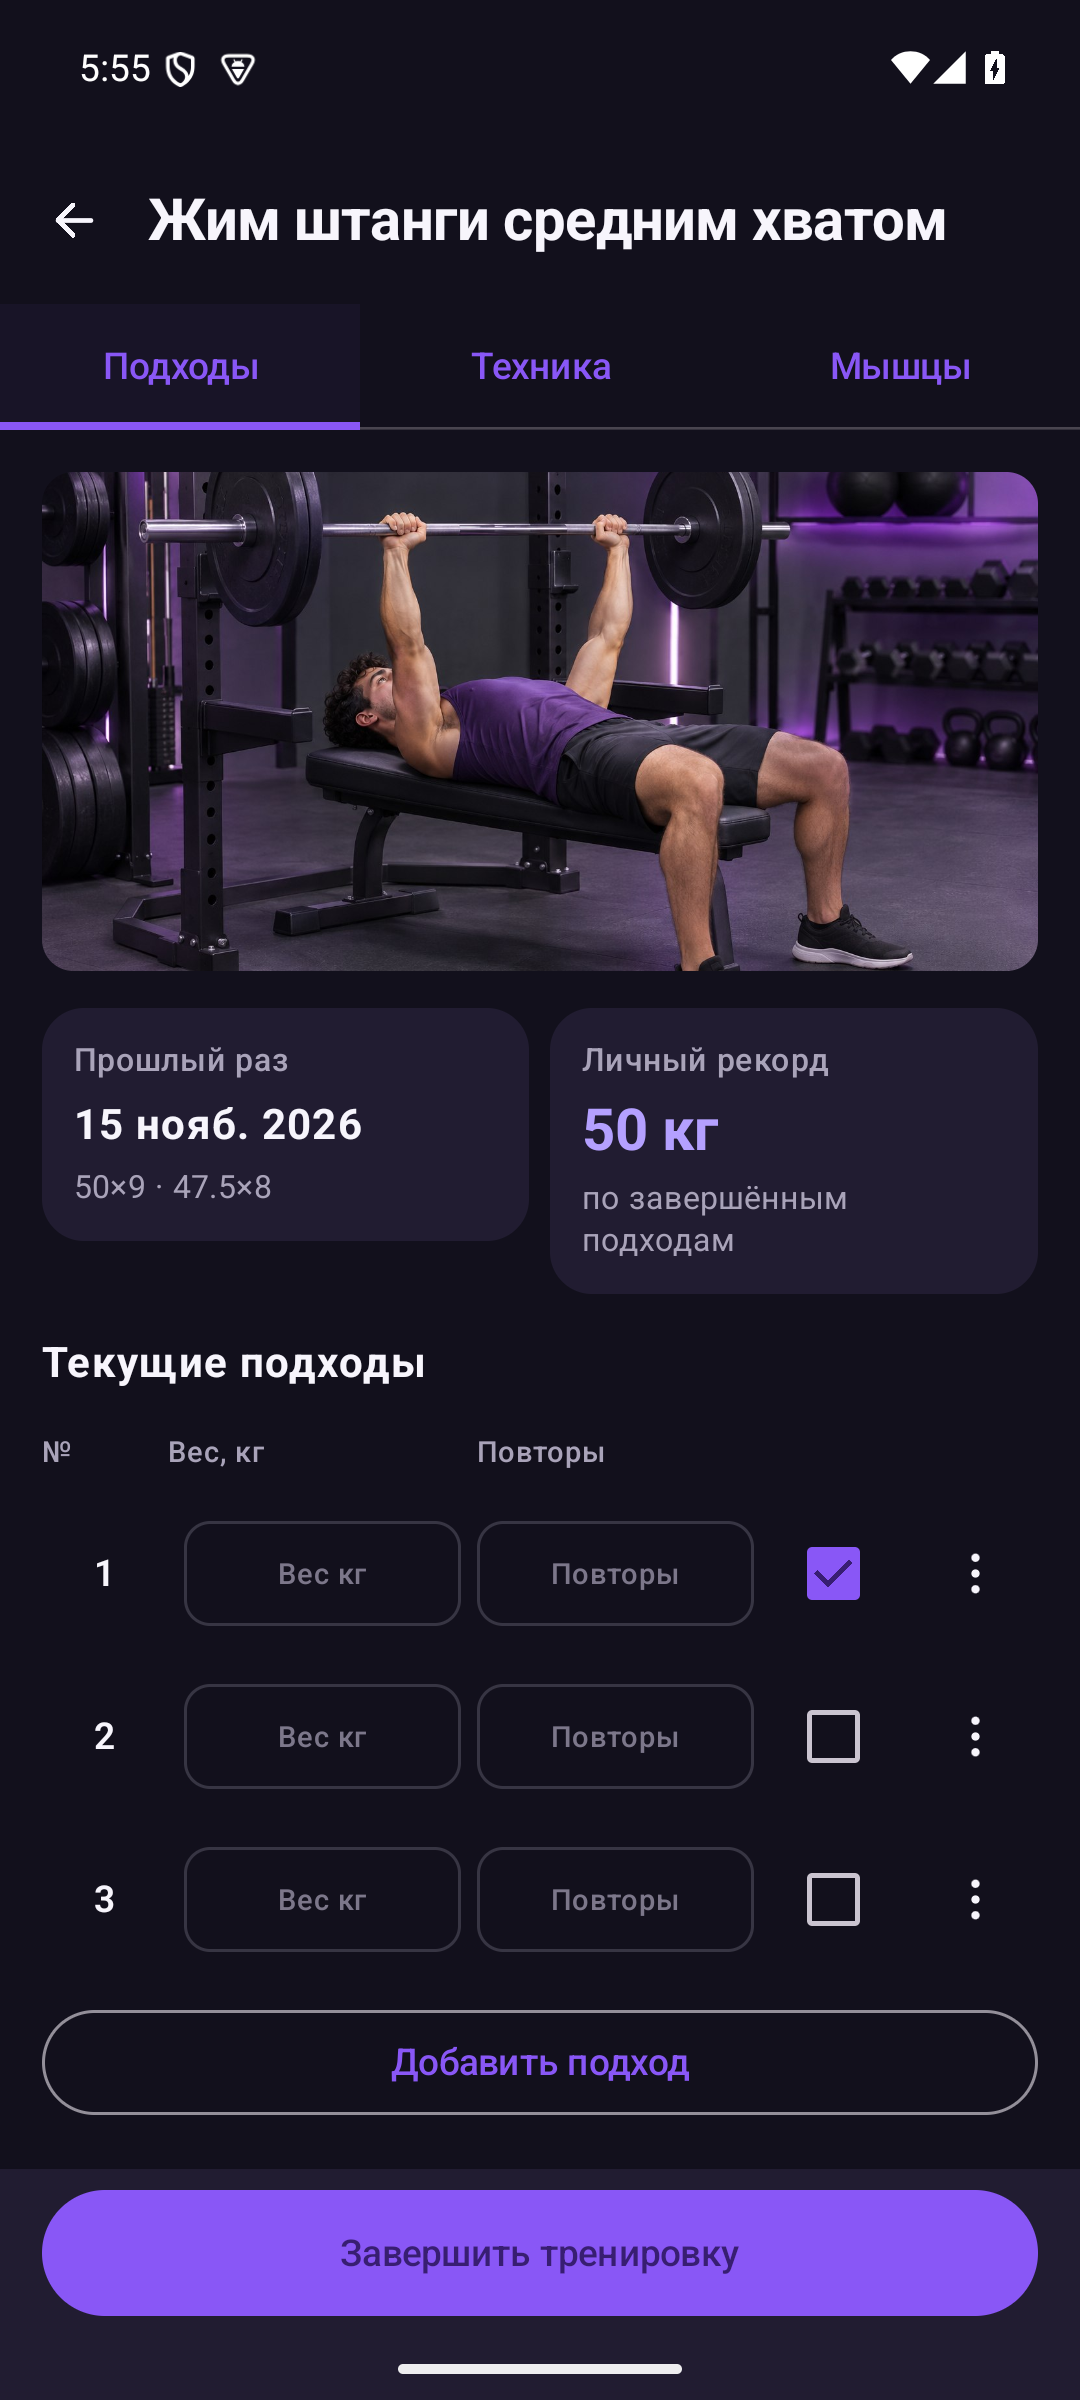 5:55
Жим штанги средним хватом
Подходы
Техника
Мышцы
Прошлый раз
15 нояб. 2026
50×9 · 47.5×8
Личный рекорд
50 кг
по завершённым
подходам
Текущие подходы
№ Вес, кг Повторы
1 Вес кг Повторы
2 Вес кг Повторы
3 Вес кг Повторы
Добавить подход
Завершить тренировку